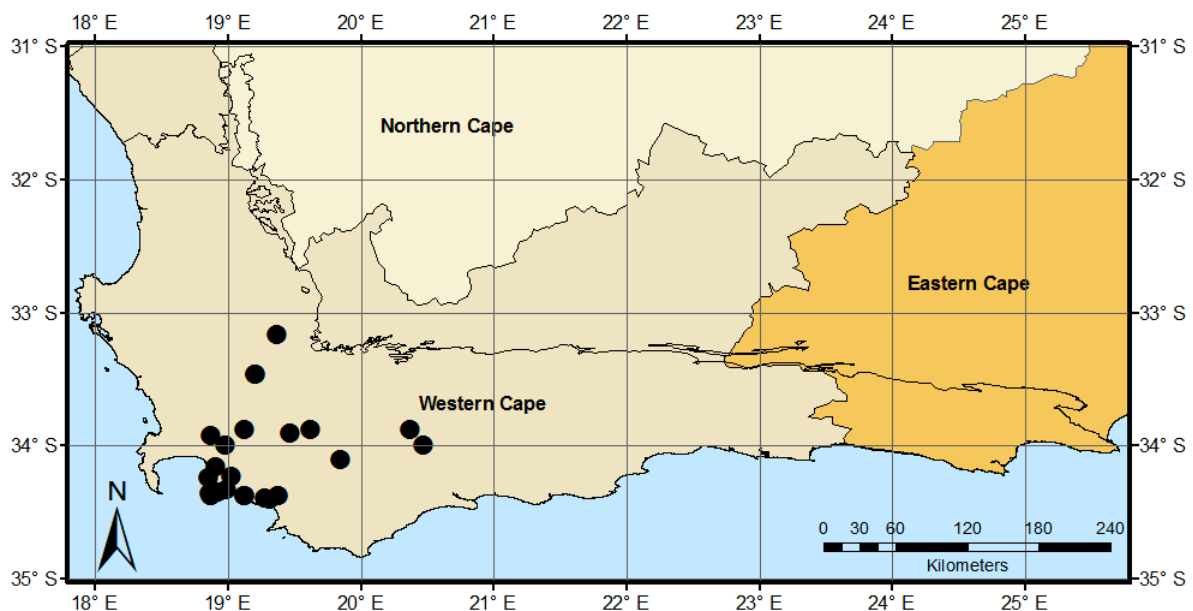 18° E 19° E 20° E 21° E 22° E 23° E 24° E 25° E
31° S 31° S
Northern Cape
32° S 32° S
Eastern Cape
33° S 33° S
Western Cape
34° S 34° S
N
0 30 60 120 180 240
Kilometers
35° S 35° S
18° E 19° E 20° E 21° E 22° E 23° E 24° E 25° E